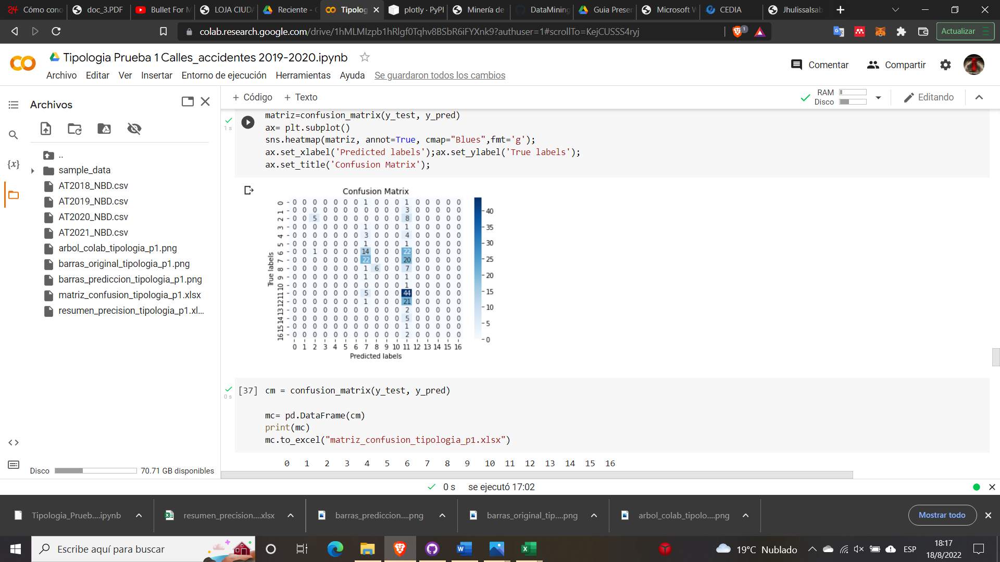 Cómo cono
doc_3.PDF
Bullet For M
LOJA CIUDA
Reciente - G
Tipolog
plotly · PyPI
Minería de
DataMining
Guia Preser
Microsoft W
CEDIA
Jhulissalsab
colab.research.google.com/drive/1hMLMIzpb1hRlgf0Tqhv8BSbR6iFYXnk9?authuser=1#scrollTo=KejCUSSS4ryj
1
Actualizar
Tipologia Prueba 1 Calles_accidentes 2019-2020.ipynb
Comentar
Compartir
Archivo Editar Ver Insertar Entorno de ejecución Herramientas Ayuda Se guardaron todos los cambios
Archivos
+ Código + Texto
RAM
Disco
Editando
..
sample_data
AT2018_NBD.csv
AT2019_NBD.csv
AT2020_NBD.csv
AT2021_NBD.csv
arbol_colab_tipologia_p1.png
barras_original_tipologia_p1.png
barras_prediccion_tipologia_p1.png
matriz_confusion_tipologia_p1.xlsx
resumen_precision_tipologia_p1.xl...
{x}
Disco 70.71 GB disponibles
1 s
matriz=confusion_matrix(y_test, y_pred)
ax= plt.subplot()
sns.heatmap(matriz, annot=True, cmap="Blues",fmt='g');
ax.set_xlabel('Predicted labels');ax.set_ylabel('True labels');
ax.set_title('Confusion Matrix');
Confusion Matrix
True labels
0 0 0 0 0 0 0 0 1 0 0 0 1 0 0 0 0 0
1 0 0 0 0 0 0 0 0 0 0 0 3 0 0 0 0 0
2 0 0 5 0 0 0 0 0 0 0 0 8 0 0 0 0 0
3 0 0 0 0 0 0 0 1 0 0 0 1 0 0 0 0 0
4 0 0 0 0 0 0 0 3 0 0 0 4 0 0 0 0 0
5 0 0 0 0 0 0 0 1 0 0 0 1 0 0 0 0 0
6 0 0 1 0 0 0 0 14 0 0 0 22 0 0 0 0 0
7 0 0 0 0 0 0 0 22 0 0 0 20 0 0 0 0 0
8 0 0 0 0 0 0 0 1 6 0 0 7 0 0 0 0 0
9 0 0 0 0 0 0 0 1 0 0 0 1 0 0 0 0 0
10 0 0 0 0 0 0 0 0 0 0 0 1 0 0 0 0 0
11 0 0 0 0 0 0 0 5 0 0 0 44 0 0 0 0 0
12 0 0 0 0 0 0 0 1 0 0 0 21 0 0 0 0 0
13 0 0 0 0 0 0 0 0 0 0 0 2 0 0 0 0 0
14 0 0 0 0 0 0 0 0 0 0 0 5 0 0 0 0 0
15 0 0 0 0 0 0 0 0 0 0 0 1 0 0 0 0 0
16 0 0 0 0 0 0 0 0 0 0 0 2 0 0 0 0 0
0 1 2 3 4 5 6 7 8 9 10 11 12 13 14 15 16
Predicted labels
40
35
30
25
20
15
10
5
0
0 s
[37] cm = confusion_matrix(y_test, y_pred)
mc= pd.DataFrame(cm)
print(mc)
mc.to_excel("matriz_confusion_tipologia_p1.xlsx")
0 1 2 3 4 5 6 7 8 9 10 11 12 13 14 15 16
0 s se ejecutó 17:02
Tipologia_Prueb....ipynb
resumen_precision....xlsx
barras_prediccion....png
barras_original_tip....png
arbol_colab_tipolo....png
Mostrar todo
Escribe aquí para buscar
19°C Nublado
ESP
18:17
18/8/2022